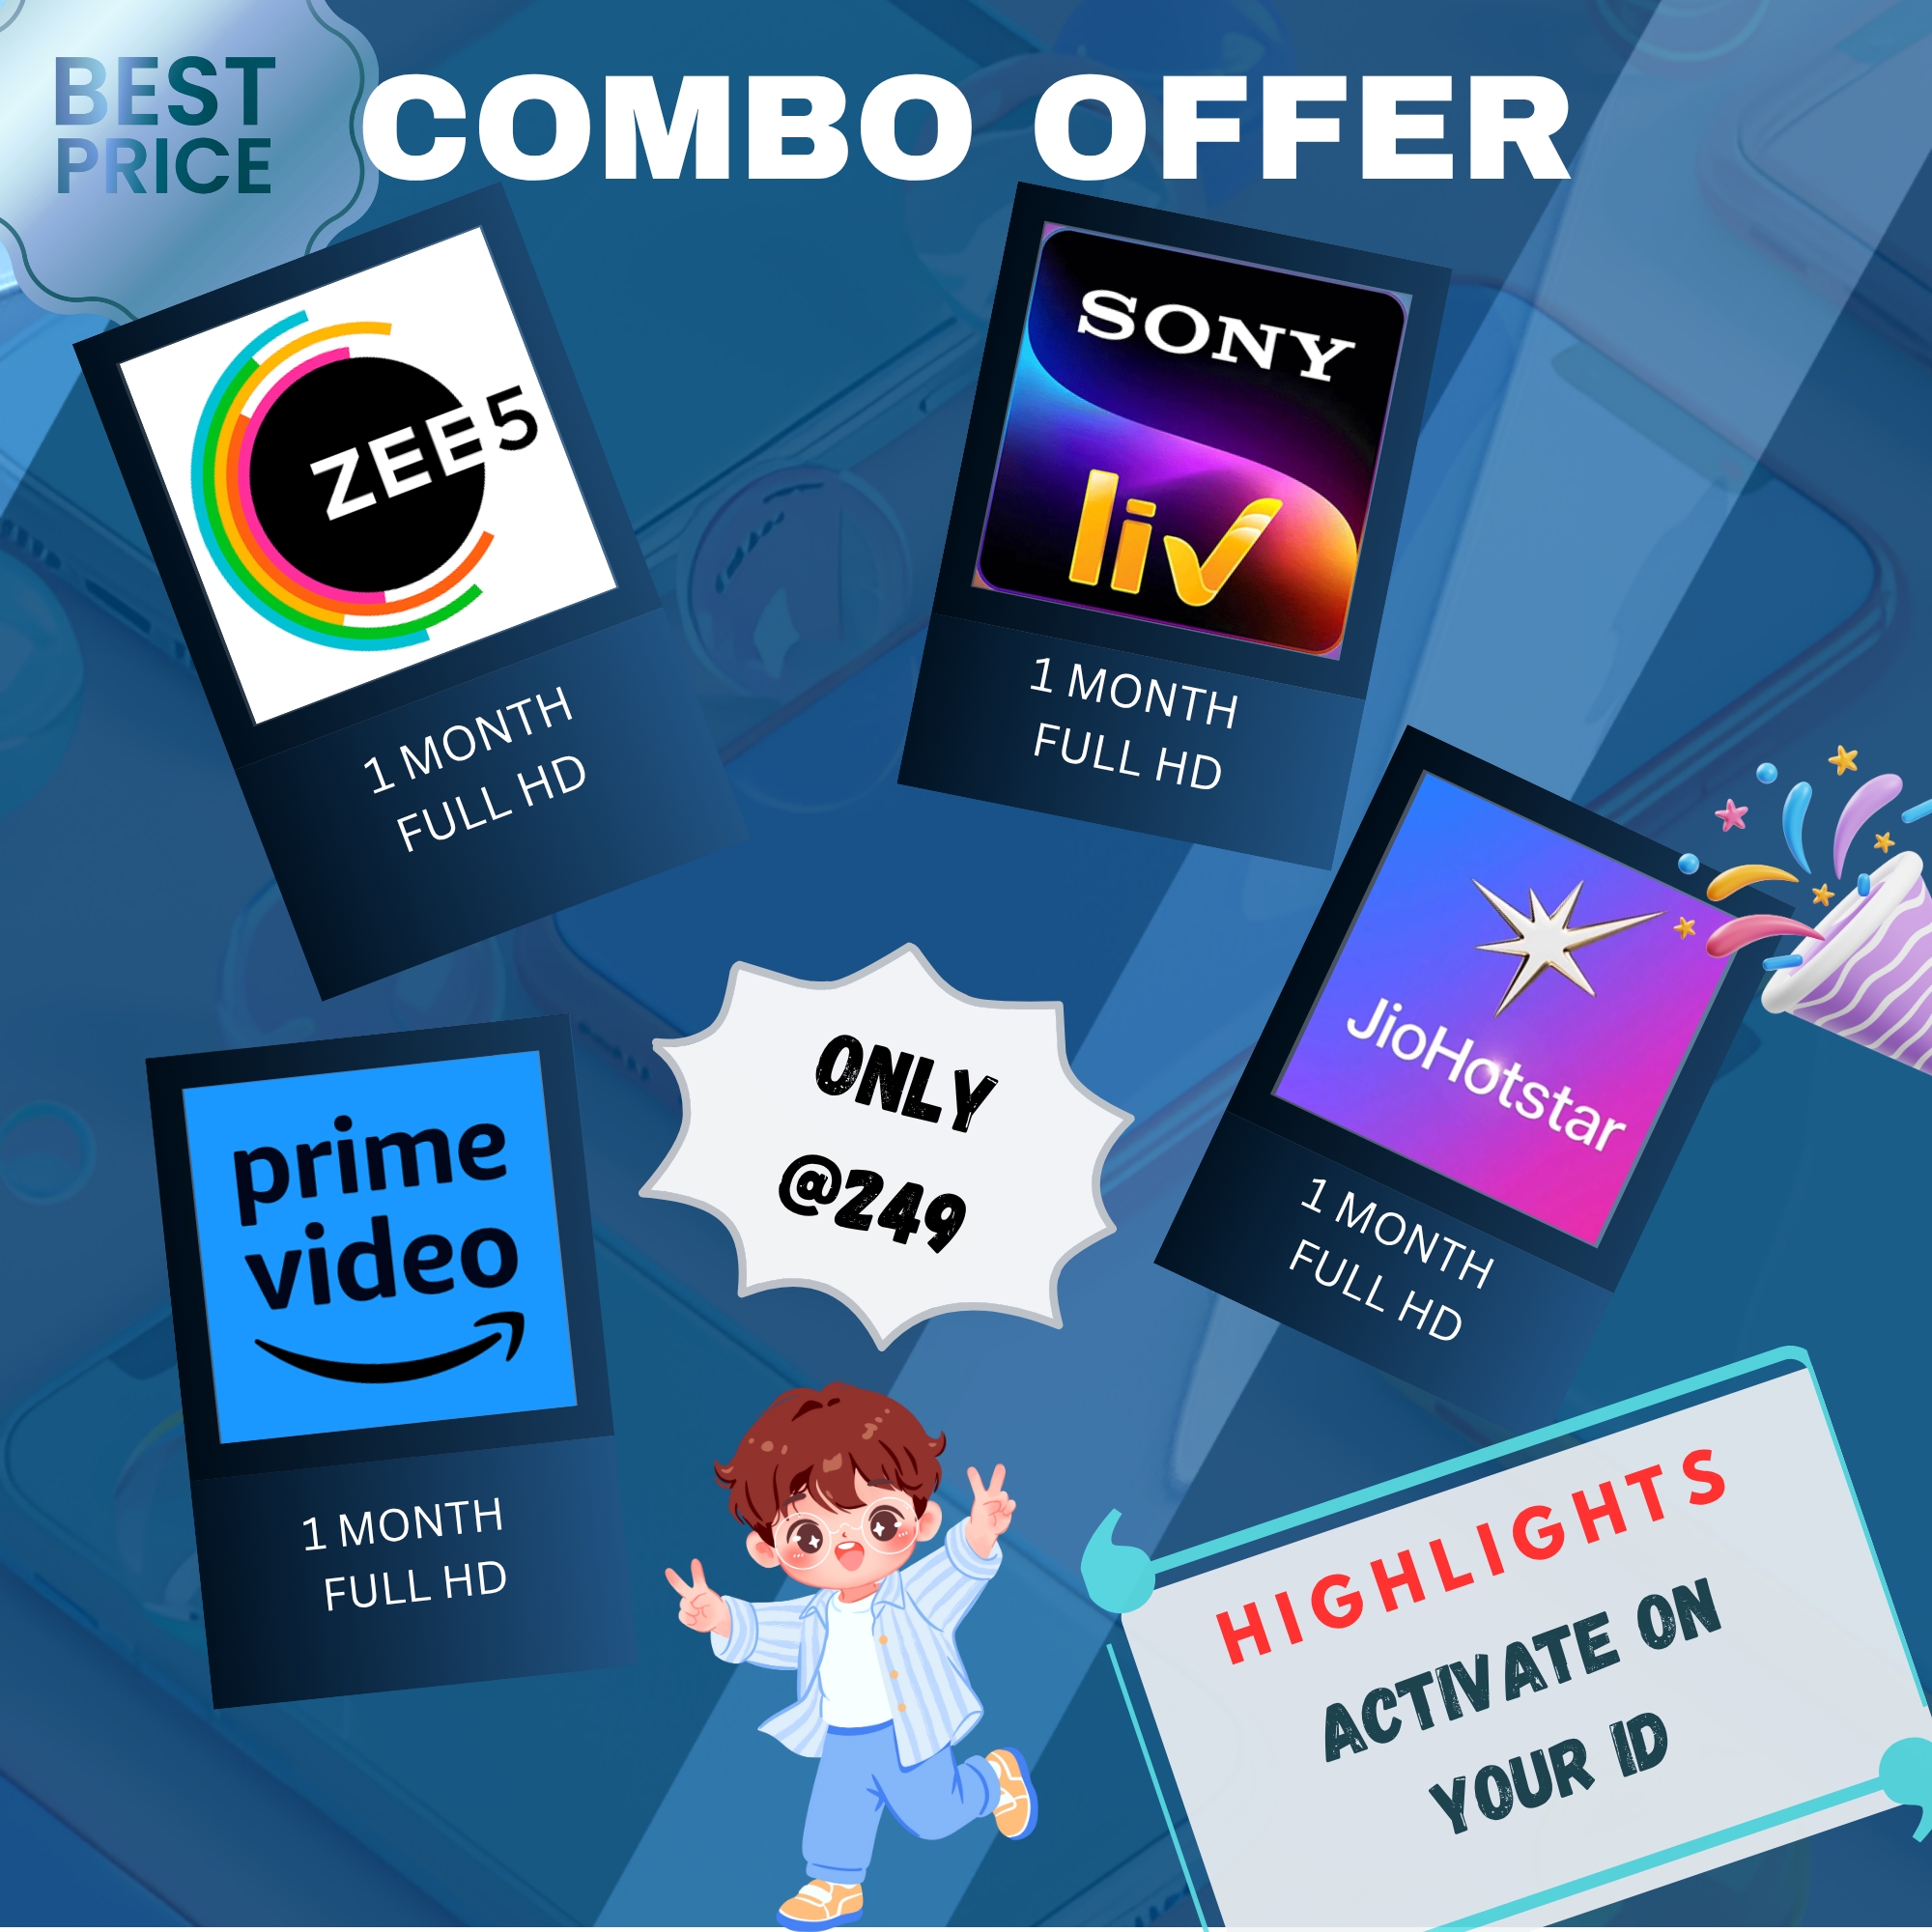 BEST
PRICE
COMBO OFFER
ZEE5
1 MONTH
FULL HD
SONY
liv
1 MONTH
FULL HD
JioHotstar
1 MONTH
FULL HD
ONLY
@249
prime
video
1 MONTH
FULL HD
HIGHLIGHTS
ACTIVATE ON
YOUR ID